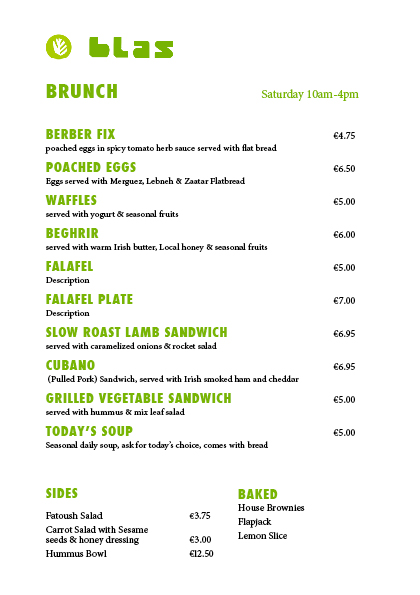 blas
BRUNCH
Saturday 10am-4pm
BERBER FIX €4.75
poached eggs in spicy tomato herb sauce served with flat bread
POACHED EGGS €6.50
Eggs served with Merguez, Lebneh & Zaatar Flatbread
WAFFLES €5.00
served with yogurt & seasonal fruits
BEGHRIR €6.00
served with warm Irish butter, Local honey & seasonal fruits
FALAFEL €5.00
Description
FALAFEL PLATE €7.00
Description
SLOW ROAST LAMB SANDWICH €6.95
served with caramelized onions & rocket salad
CUBANO €6.95
(Pulled Pork) Sandwich, served with Irish smoked ham and cheddar
GRILLED VEGETABLE SANDWICH €5.00
served with hummus & mix leaf salad
TODAY'S SOUP €5.00
Seasonal daily soup, ask for today's choice, comes with bread
SIDES
Fatoush Salad €3.75
Carrot Salad with Sesame
seeds & honey dressing €3.00
Hummus Bowl €12.50
BAKED
House Brownies
Flapjack
Lemon Slice